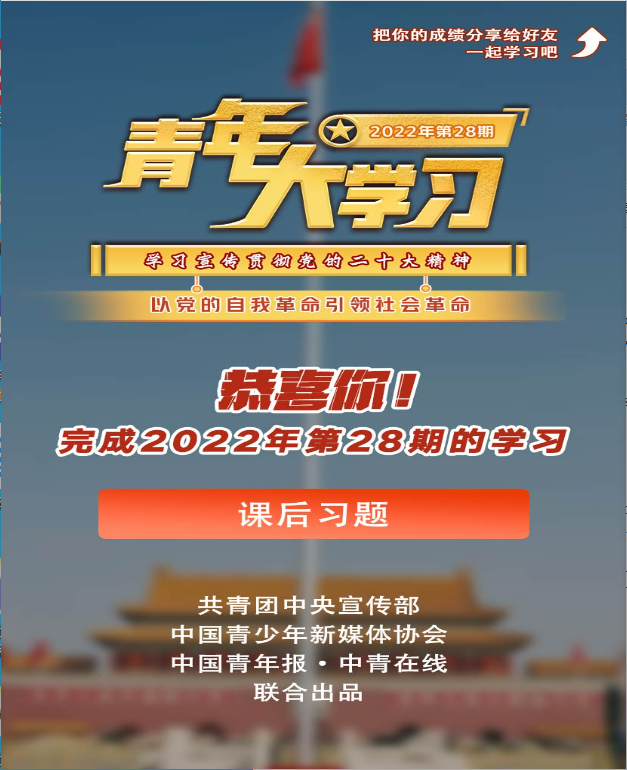 把你的成绩分享给好友
一起学习吧
青年大学习
2022年第28期
学习宣传贯彻党的二十大精神
以党的自我革命引领社会革命
恭喜你！
完成2022年第28期的学习
课后习题
共青团中央宣传部
中国青少年新媒体协会
中国青年报·中青在线
联合出品